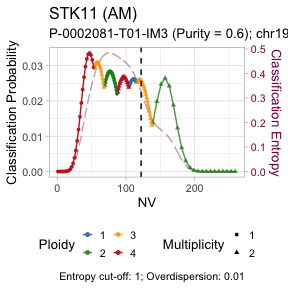 STK11 (AM)
P-0002081-T01-IM3 (Purity = 0.6); chr19
Classification Probability
0.03
0.02
0.01
0.00
0.5
0.4
0.3
0.2
0.1
0.0
Classification Entropy
0 100 200
NV
Ploidy 1 3 Multiplicity 1
2 4 2
Entropy cut-off: 1; Overdispersion: 0.01